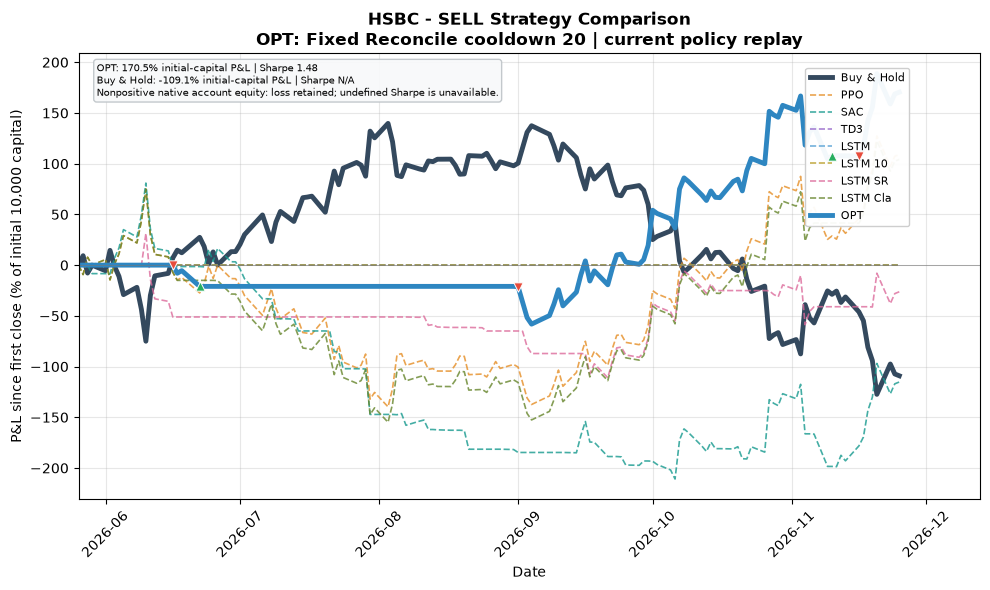 HSBC - SELL Strategy Comparison
OPT: Fixed Reconcile cooldown 20 | current policy replay
OPT: 170.5% initial-capital P&L | Sharpe 1.48
Buy & Hold: -109.1% initial-capital P&L | Sharpe N/A
Nonpositive native account equity: loss retained; undefined Sharpe is unavailable.
Buy & Hold
PPO
SAC
TD3
LSTM
LSTM 10
LSTM SR
LSTM Cla
OPT
P&L since first close (% of initial 10,000 capital)
200
150
100
50
0
−50
−100
−150
−200
2026-06
2026-07
2026-08
2026-09
2026-10
2026-11
2026-12
Date